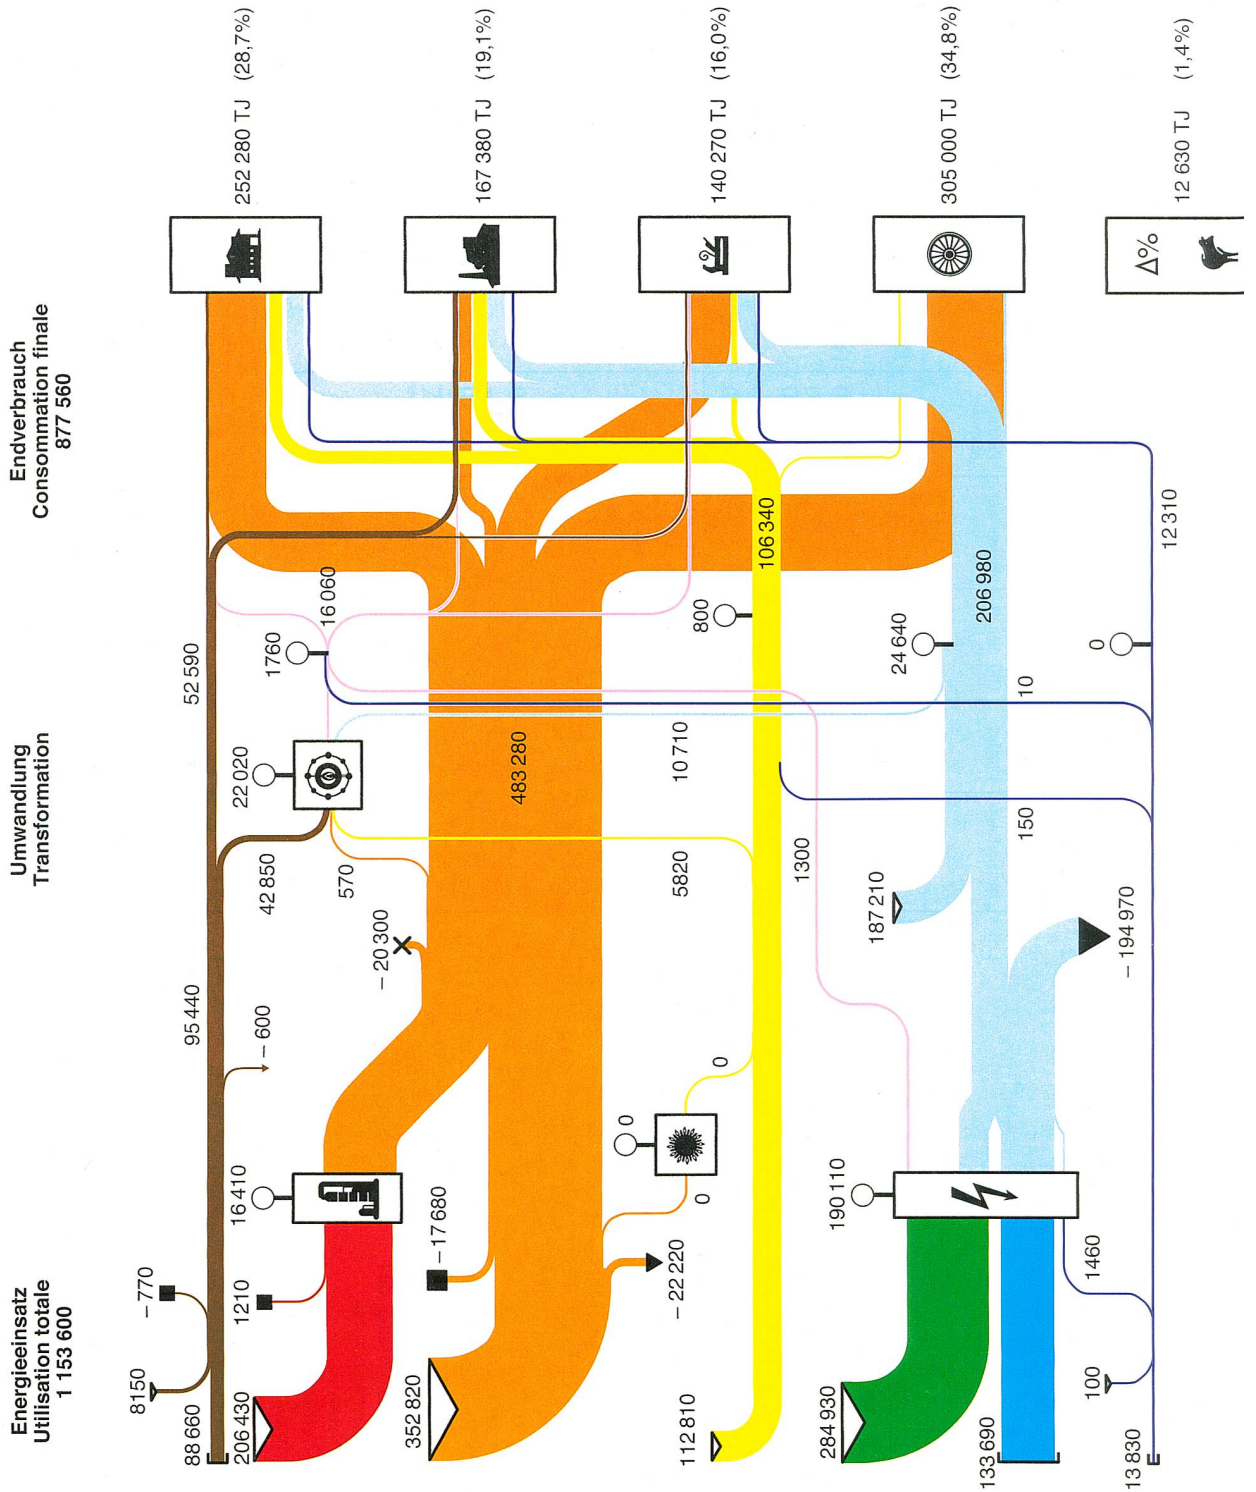 Energieeinsatz
Utilisation totale
1 153 600
Umwandlung
Transformation
Endverbrauch
Consommation finale
877 560
8150
– 770
88 660
95 440
– 600
52 590
252 280 TJ (28,7%)
206 430
1210
16 410
42 850
22 020
570
1760
16 060
167 380 TJ (19,1%)
352 820
– 17 680
– 20 300
483 280
– 22 220
0
0
0
112 810
5820
10 710
800
106 340
140 270 TJ (16,0%)
1300
284 930
190 110
187 210
24 640
206 980
305 000 TJ (34,8%)
133 690
1460
– 194 970
150
10
100
13 830
0
12 310
Δ%
12 630 TJ (1,4%)